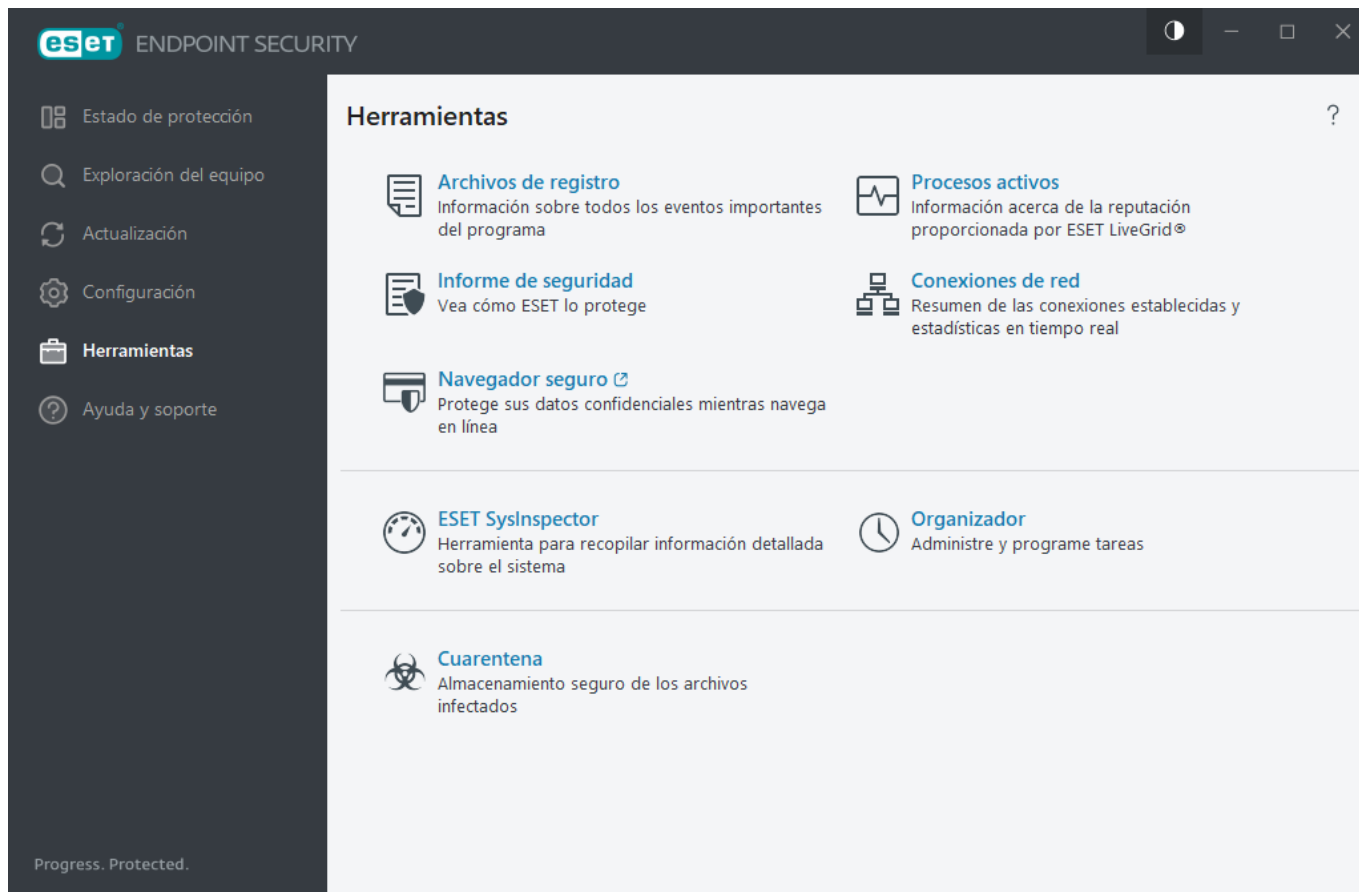 eset ENDPOINT SECURITY
Estado de protección
Exploración del equipo
Actualización
Configuración
Herramientas
Ayuda y soporte
Progress. Protected.
Herramientas
?
Archivos de registro
Información sobre todos los eventos importantes
del programa
Procesos activos
Información acerca de la reputación
proporcionada por ESET LiveGrid®
Informe de seguridad
Vea cómo ESET lo protege
Conexiones de red
Resumen de las conexiones establecidas y
estadísticas en tiempo real
Navegador seguro
Protege sus datos confidenciales mientras navega
en línea
ESET SysInspector
Herramienta para recopilar información detallada
sobre el sistema
Organizador
Administre y programe tareas
Cuarentena
Almacenamiento seguro de los archivos
infectados